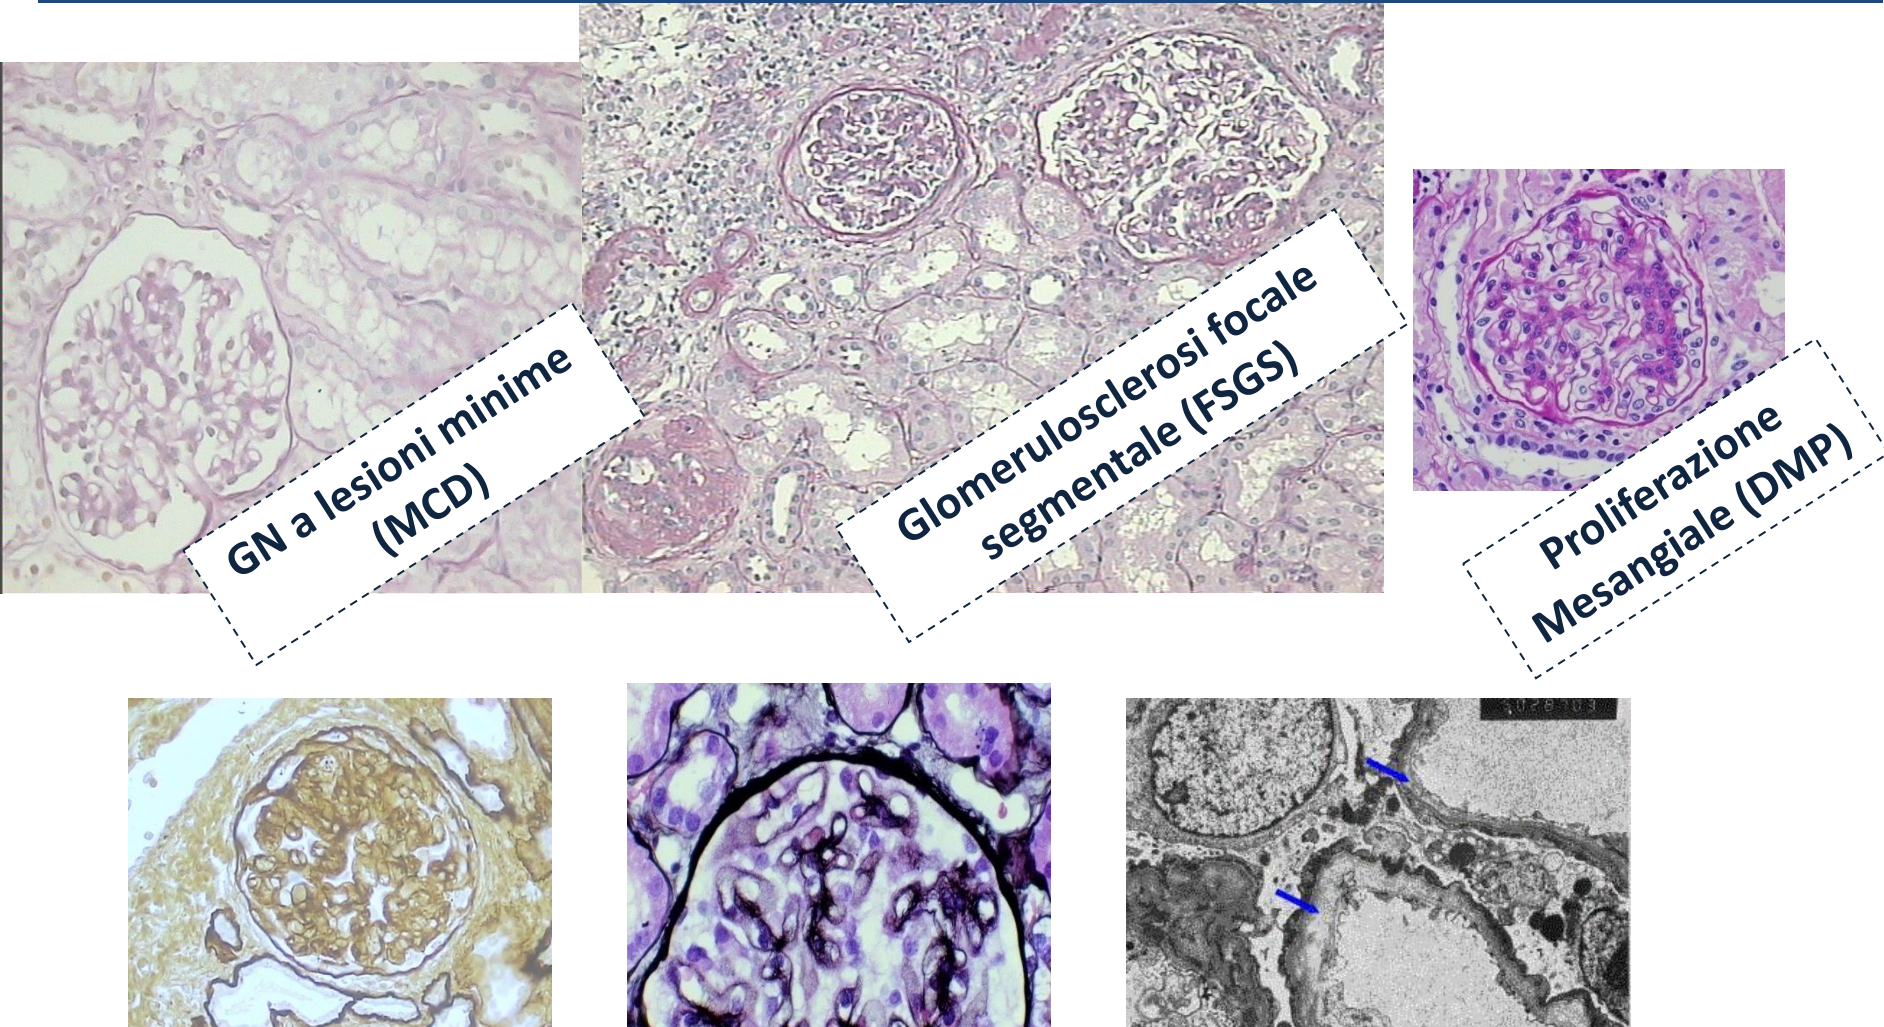 GN a lesioni minime
(MCD)
Glomerulosclerosi focale
segmentale (FSGS)
Proliferazione
Mesangiale (DMP)